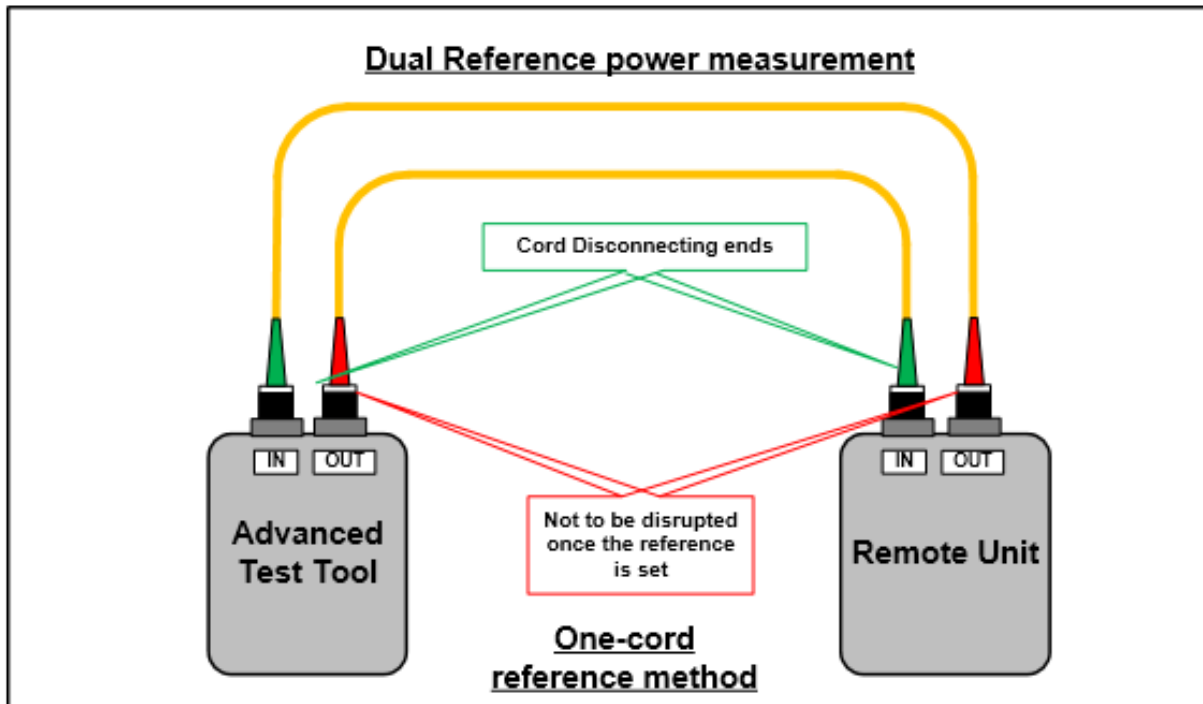 Dual Reference power measurement
Cord Disconnecting ends
IN
OUT
IN
OUT
Advanced
Test Tool
Not to be disrupted
once the reference
is set
Remote Unit
One-cord
reference method